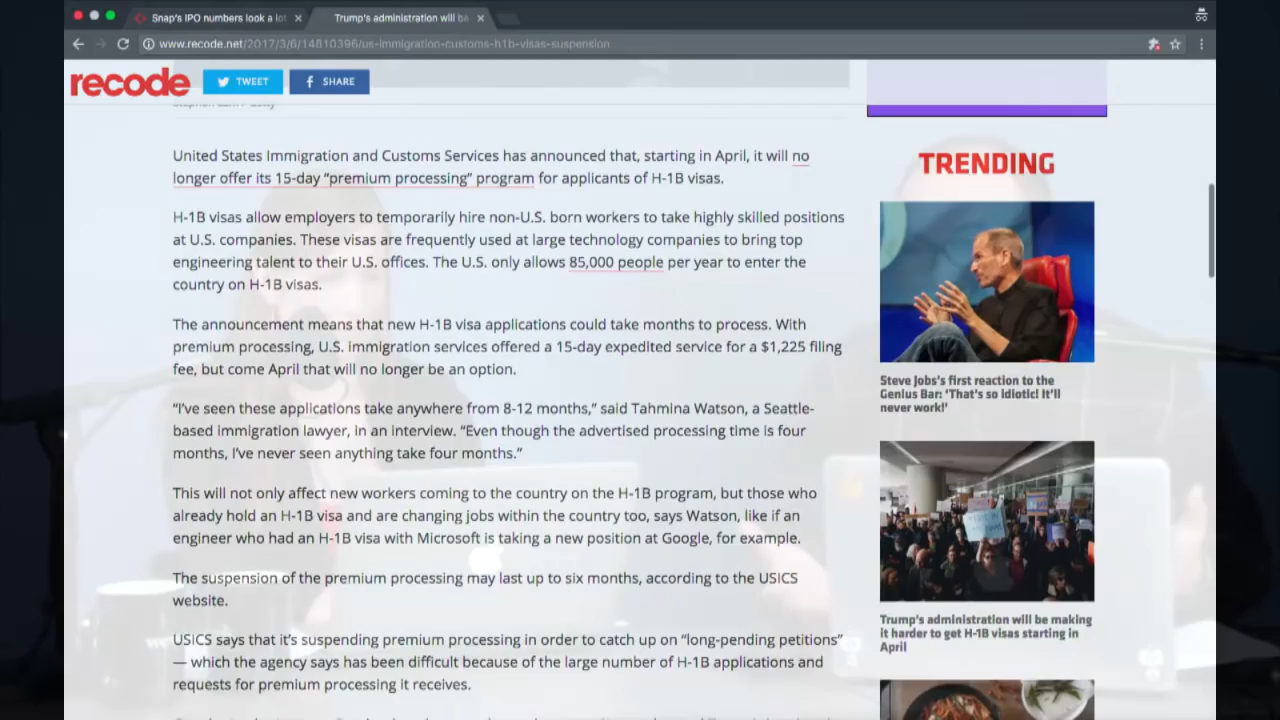 Snap's IPO numbers look a lot
Trump's administration will be
www.recode.net/2017/3/6/14810396/us-immigration-customs-h1b-visas-suspension
recode
TWEET
SHARE
United States Immigration and Customs Services has announced that, starting in April, it will no
longer offer its 15-day “premium processing” program for applicants of H-1B visas.
H-1B visas allow employers to temporarily hire non-U.S. born workers to take highly skilled positions
at U.S. companies. These visas are frequently used at large technology companies to bring top
engineering talent to their U.S. offices. The U.S. only allows 85,000 people per year to enter the
country on H-1B visas.
The announcement means that new H-1B visa applications could take months to process. With
premium processing, U.S. immigration services offered a 15-day expedited service for a $1,225 filing
fee, but come April that will no longer be an option.
“I’ve seen these applications take anywhere from 8-12 months,” said Tahmina Watson, a Seattle-
based immigration lawyer, in an interview. “Even though the advertised processing time is four
months, I’ve never seen anything take four months.”
This will not only affect new workers coming to the country on the H-1B program, but those who
already hold an H-1B visa and are changing jobs within the country too, says Watson, like if an
engineer who had an H-1B visa with Microsoft is taking a new position at Google, for example.
The suspension of the premium processing may last up to six months, according to the USICS
website.
USICS says that it’s suspending premium processing in order to catch up on “long-pending petitions”
— which the agency says has been difficult because of the large number of H-1B applications and
requests for premium processing it receives.
TRENDING
Steve Jobs’s first reaction to the
Genius Bar: ‘That’s so idiotic! It’ll
never work!’
Trump’s administration will be making
it harder to get H-1B visas starting in
April